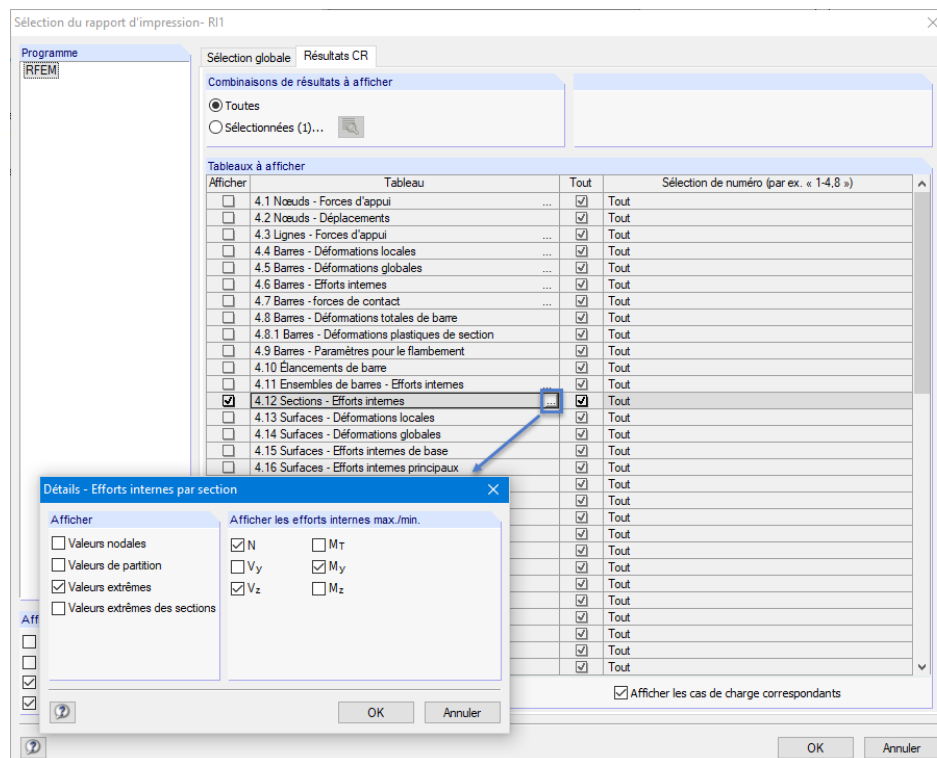 Sélection du rapport d'impression- RI1
Programme
RFEM
Sélection globale
Résultats CR
Combinaisons de résultats à afficher
Toutes
Sélectionnées (1)...
Tableaux à afficher
Afficher Tableau Tout Sélection de numéro (par ex. « 1-4,8 »)
4.1 Nœuds - Forces d'appui ... Tout
4.2 Nœuds - Déplacements Tout
4.3 Lignes - Forces d'appui ... Tout
4.4 Barres - Déformations locales ... Tout
4.5 Barres - Déformations globales ... Tout
4.6 Barres - Efforts internes ... Tout
4.7 Barres - forces de contact ... Tout
4.8 Barres - Déformations totales de barre Tout
4.8.1 Barres - Déformations plastiques de section Tout
4.9 Barres - Paramètres pour le flambement Tout
4.10 Élancements de barre Tout
4.11 Ensembles de barres - Efforts internes Tout
4.12 Sections - Efforts internes ... Tout
4.13 Surfaces - Déformations locales Tout
4.14 Surfaces - Déformations globales Tout
4.15 Surfaces - Efforts internes de base Tout
4.16 Surfaces - Efforts internes principaux Tout
Tout
Tout
Tout
Tout
Tout
Tout
Tout
Tout
Tout
Tout
Tout
Tout
Détails - Efforts internes par section
Afficher
Valeurs nodales
Valeurs de partition
Valeurs extrêmes
Valeurs extrêmes des sections
Afficher les efforts internes max./min.
N MT
Vy My
Vz Mz
OK Annuler
Aff
Afficher les cas de charge correspondants
OK Annuler